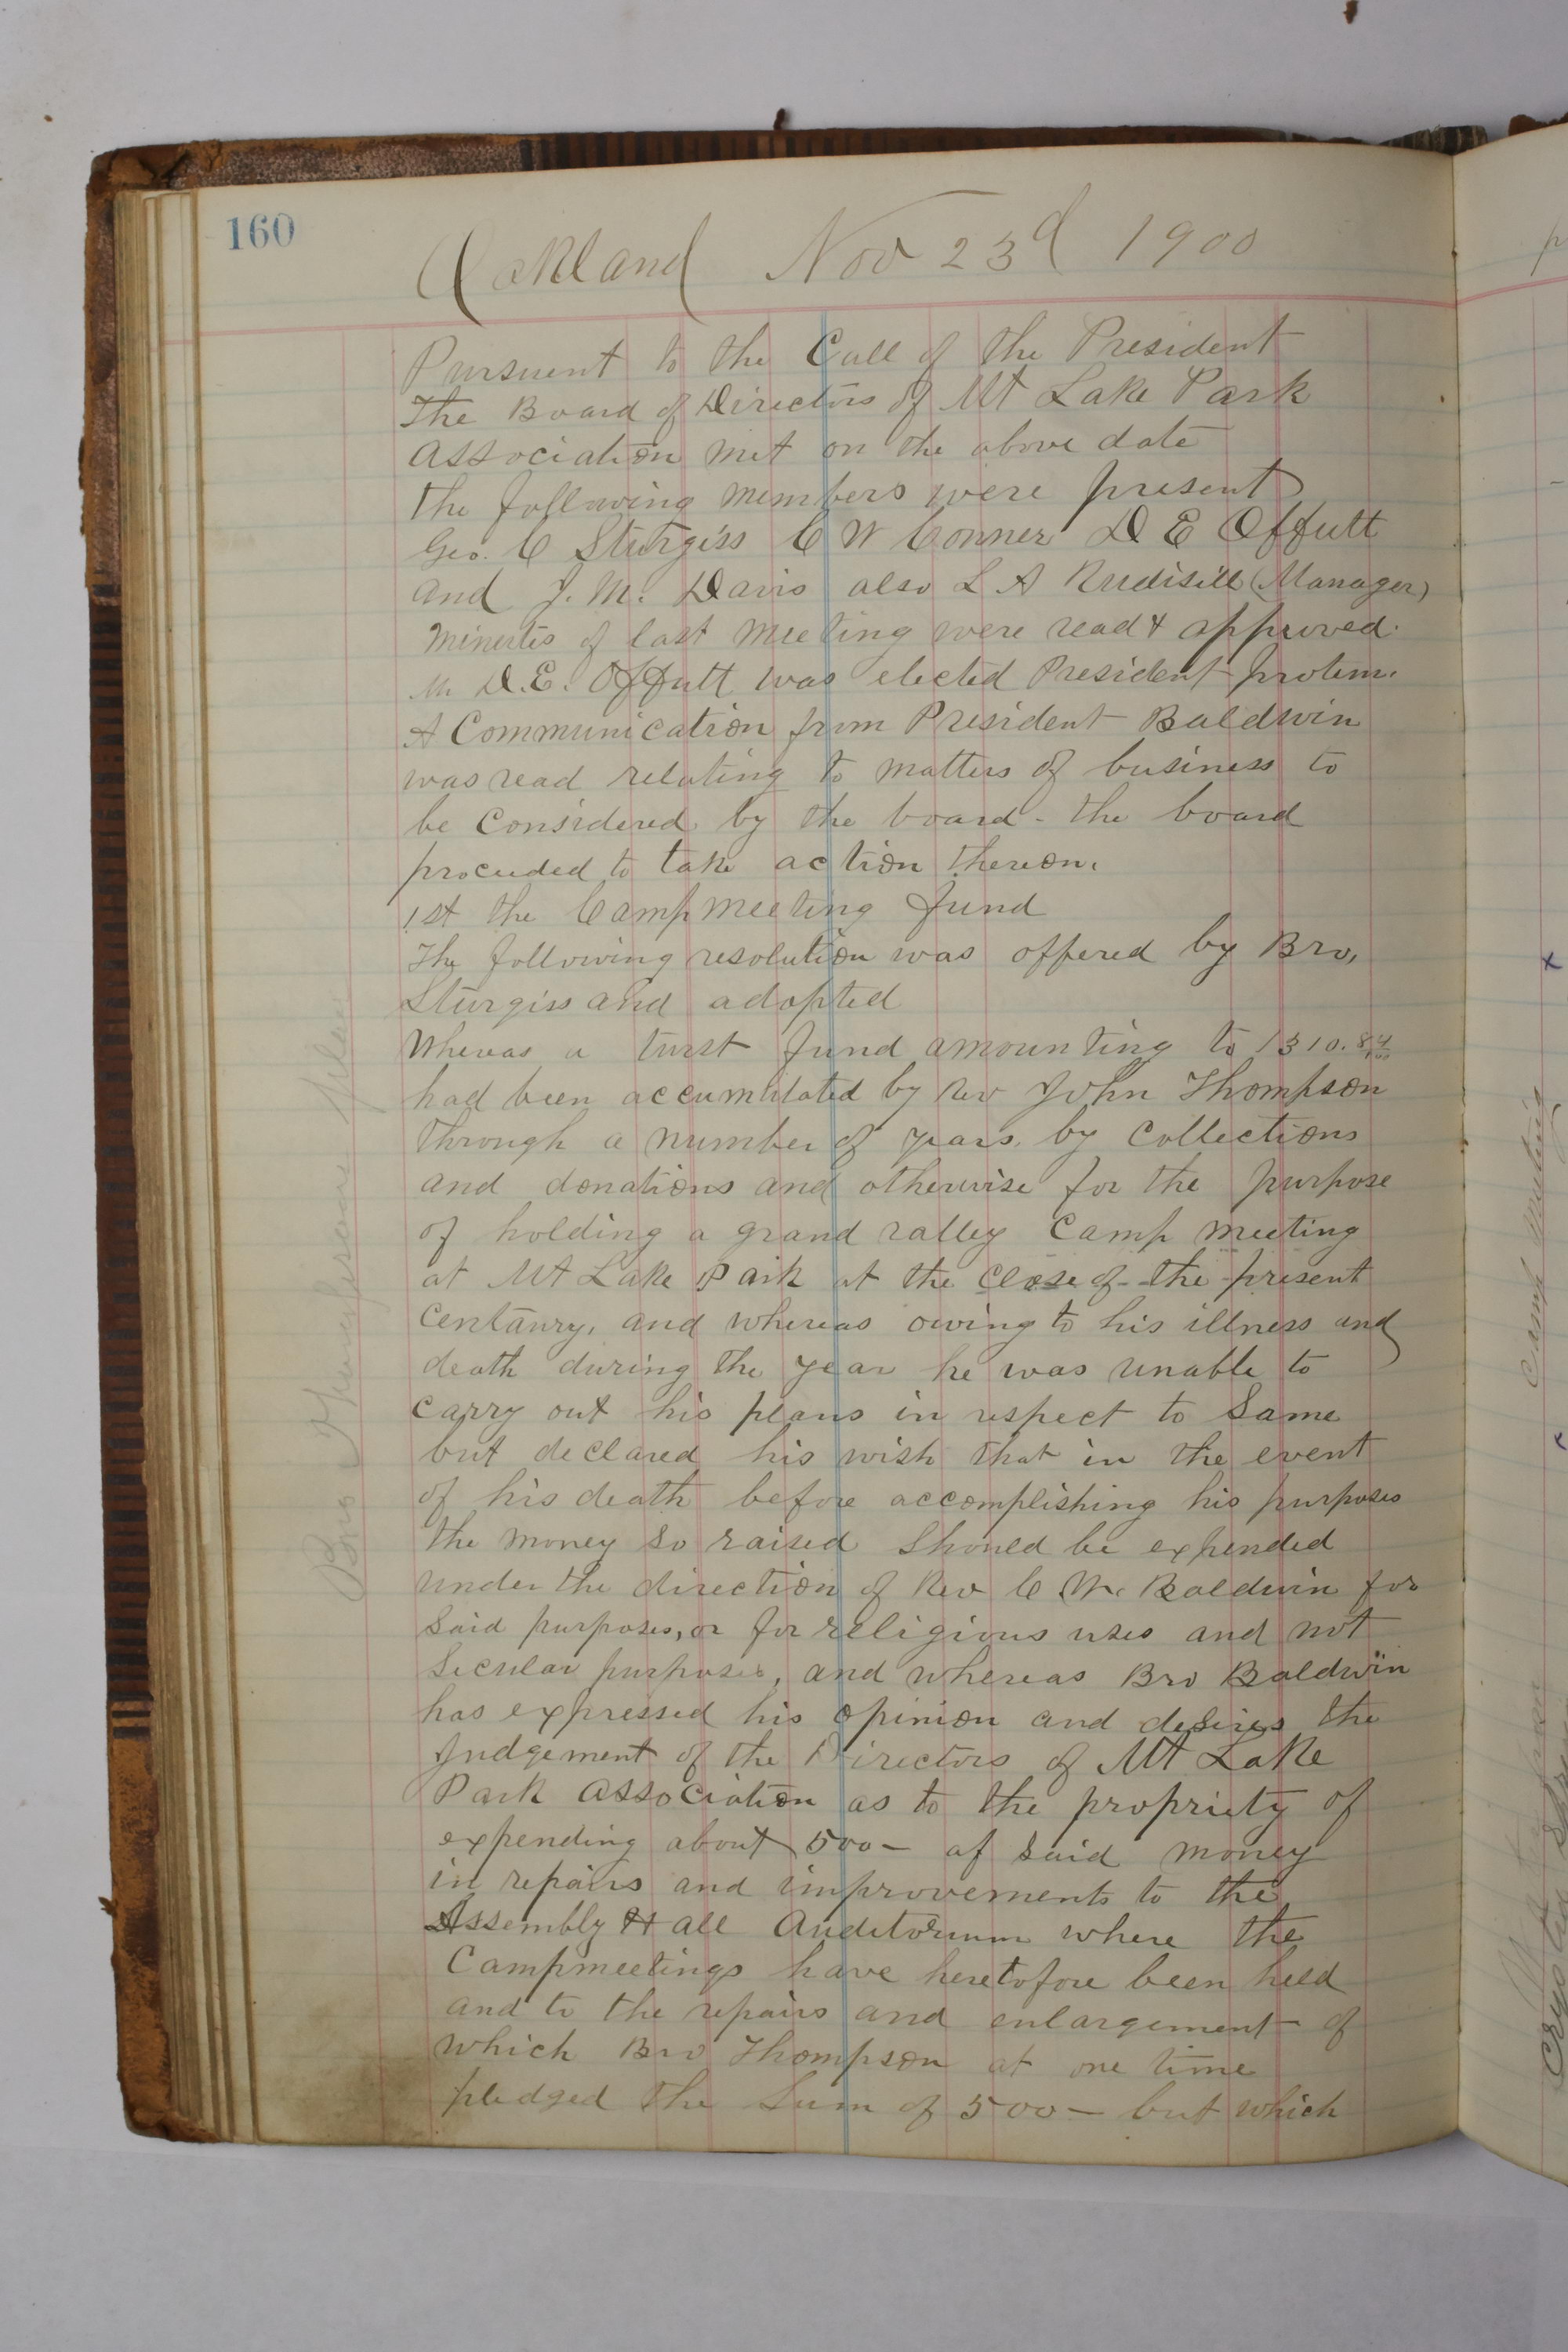 160
Oakland Nov 23d 1900
Pursuent to the Call of the President
The Board of Directors of Mt Lake Park
Association met on the above date
the following members were present
Geo. C Sturgiss C W Conner D E Offutt
and J. M. Davis also L A Rudisill (Manager)
Minutes of last meeting were read & approved.
M. D. E. Offutt was elected President protem.
A Communication from President Baldwin
was read relating to matters of business to
be Considered by the board - the board
proceeded to take action thereon.
1st the Campmeeting fund
The following resolution was offered by Bro.
Sturgiss and adopted
Whereas a turst fund amounting to 1310.84/100
had been accumulated by Rev John Thompson
through a number of years, by Collections
and donations and otherwise for the purpose
of holding a grand ralley Camp meeting
at Mt Lake Park at the Close of the present
Centaury, and whereas owing to his illness and
death during the year he was unable to
carry out his plans in respect to Same
but declared his wish that in the event
of his death before accomplishing his purposes
the money so raised Should be expended
under the direction of Rev C W. Baldwin for
Said purposes, or for religious uses and not
Secular purposes, and whereas Bro Baldwin
has expressed his opinion and desires the
Judgement of the Directors of Mt Lake
Park Association as to the propriety of
expending about 500- of Said money
in repairs and improvements to the
Assembly Hall Auditorium where the
Campmeetings have heretofore been held
and to the repairs and enlargement of
which Bro Thompson at one time
pledged the Sum of 500- but which
Bro Thompson
Camp Meeting